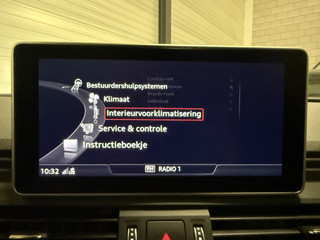 Bestuurdershulpsystemen
Klimaat
Interieurvoorklimatisering
Service & controle
Instructieboekje
10:32
RADIO 1